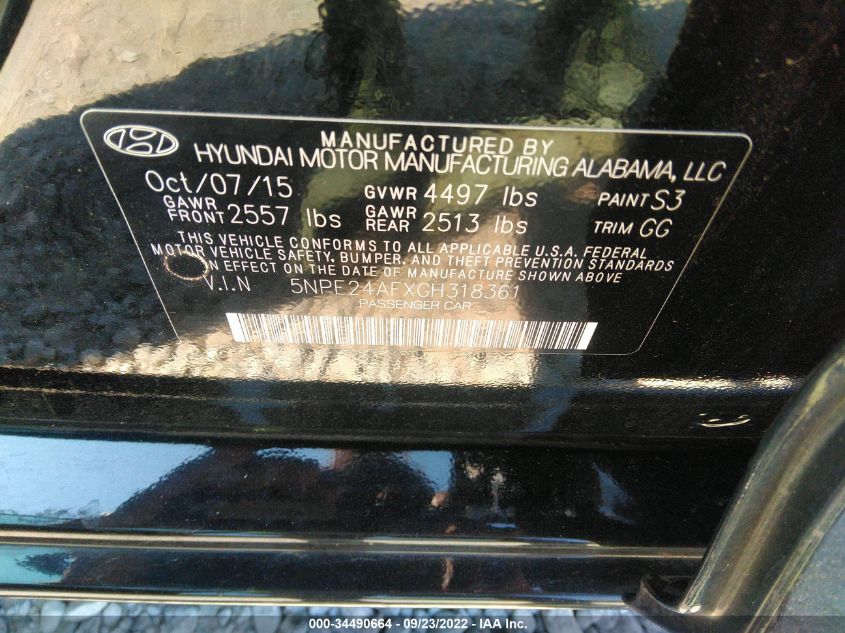 MANUFACTURED BY
HYUNDAI MOTOR MANUFACTURING ALABAMA, LLC
Oct/07/15 GVWR 4497 lbs PAINT S3
GAWR FRONT 2557 lbs GAWR REAR 2513 lbs TRIM GG
THIS VEHICLE CONFORMS TO ALL APPLICABLE U.S.A. FEDERAL
MOTOR VEHICLE SAFETY, BUMPER, AND THEFT PREVENTION STANDARDS
IN EFFECT ON THE DATE OF MANUFACTURE SHOWN ABOVE
V.I.N 5NPE24AFXGH318361
PASSENGER CAR
000-34490664 - 09/23/2022 - IAA Inc.